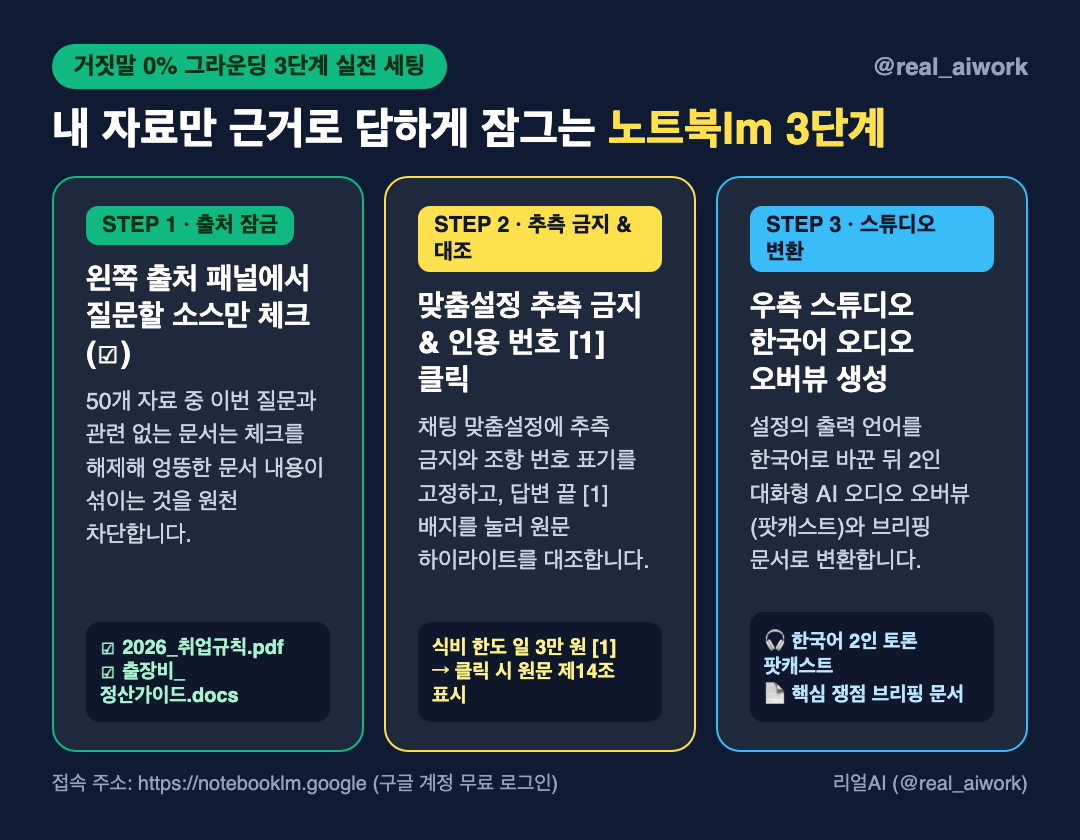 거짓말 0% 그라운딩 3단계 실전 세팅
@real_aiwork
내 자료만 근거로 답하게 잠그는 노트북lm 3단계
STEP 1 · 출처 잠금
왼쪽 출처 패널에서
질문할 소스만 체크
(☑)
50개 자료 중 이번 질문과
관련 없는 문서는 체크를
해제해 엉뚱한 문서 내용이
섞이는 것을 원천
차단합니다.
☑ 2026_취업규칙.pdf
☑ 출장비_
정산가이드.docs
STEP 2 · 추측 금지 &
대조
맞춤설정 추측 금지
& 인용 번호 [1]
클릭
채팅 맞춤설정에 추측
금지와 조항 번호 표기를
고정하고, 답변 끝 [1]
배지를 눌러 원문
하이라이트를 대조합니다.
식비 한도 일 3만 원 [1]
→ 클릭 시 원문 제14조
표시
STEP 3 · 스튜디오
변환
우측 스튜디오
한국어 오디오
오버뷰 생성
설정의 출력 언어를
한국어로 바꾼 뒤 2인
대화형 AI 오디오 오버뷰
(팟캐스트)와 브리핑
문서로 변환합니다.
🎧 한국어 2인 토론
팟캐스트
📄 핵심 쟁점 브리핑 문서
접속 주소: https://notebooklm.google (구글 계정 무료 로그인)
리얼AI (@real_aiwork)